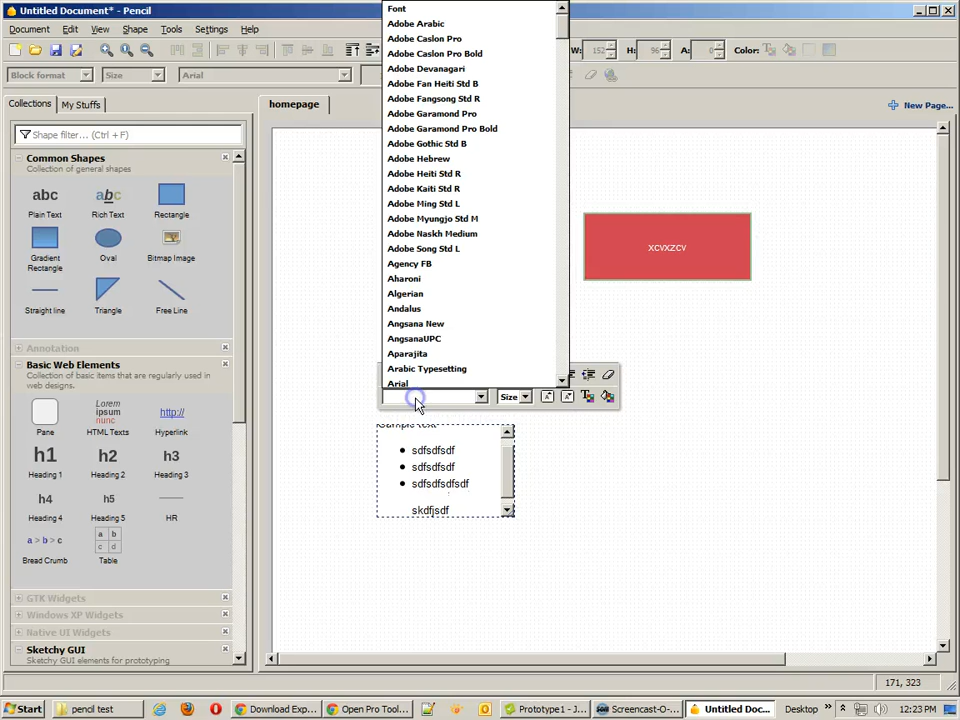 Untitled Document* - Pencil
Document Edit View Shape Tools Settings Help
W: 152 H: 96 A: 0 Color:
Block format Size Arial
Collections My Stuffs
homepage
New Page...
Shape filter... (Ctrl + F)
Common Shapes
Collection of general shapes
abc abc
Plain Text Rich Text Rectangle
Gradient Rectangle Oval Bitmap Image
Straight line Triangle Free Line
Annotation
Basic Web Elements
Collection of basic items that are regularly used in web designs.
Lorem
ipsum
nunc
http://
Pane HTML Texts Hyperlink
h1 h2 h3
Heading 1 Heading 2 Heading 3
h4 h5
Heading 4 Heading 5 HR
a > b > c
a b
c d
Bread Crumb Table
GTK Widgets
Windows XP Widgets
Native UI Widgets
Sketchy GUI
Sketchy GUI elements for prototyping
Font
Adobe Arabic
Adobe Caslon Pro
Adobe Caslon Pro Bold
Adobe Devanagari
Adobe Fan Heiti Std B
Adobe Fangsong Std R
Adobe Garamond Pro
Adobe Garamond Pro Bold
Adobe Gothic Std B
Adobe Hebrew
Adobe Heiti Std R
Adobe Kaiti Std R
Adobe Ming Std L
Adobe Myungjo Std M
Adobe Naskh Medium
Adobe Song Std L
Agency FB
Aharoni
Algerian
Andalus
Angsana New
AngsanaUPC
Aparajita
Arabic Typesetting
Arial
xcvxzcv
Size
Sample text
sdfsdfsdf
sdfsdfsdf
sdfsdfsdfsdf
skdfjsdf
171, 323
Start pencil test Download Exp... Open Pro Tool... Prototype1 - J... Screencast-O-... Untitled Doc... Desktop » 12:23 PM